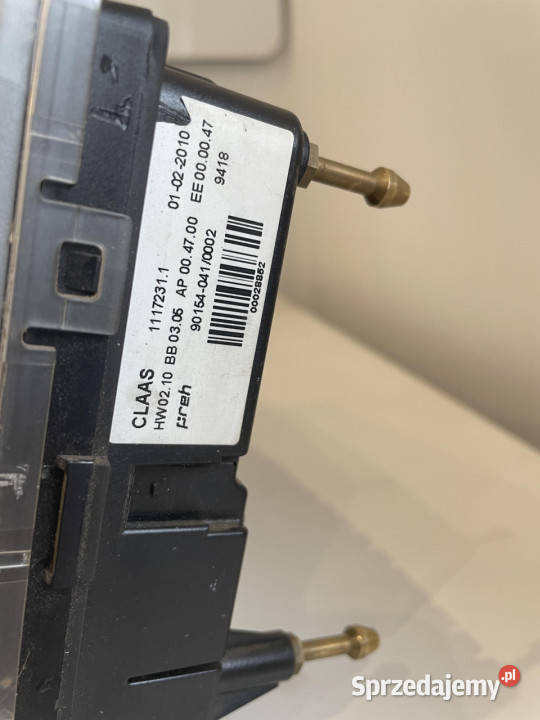 CLAAS 1117231.1 01-02-2010
HW02.10 BB 03.05 AP 00.47.00 EE 00.00.47
preh 90154-041/0002 9418
00028852
Sprzedajemy.pl